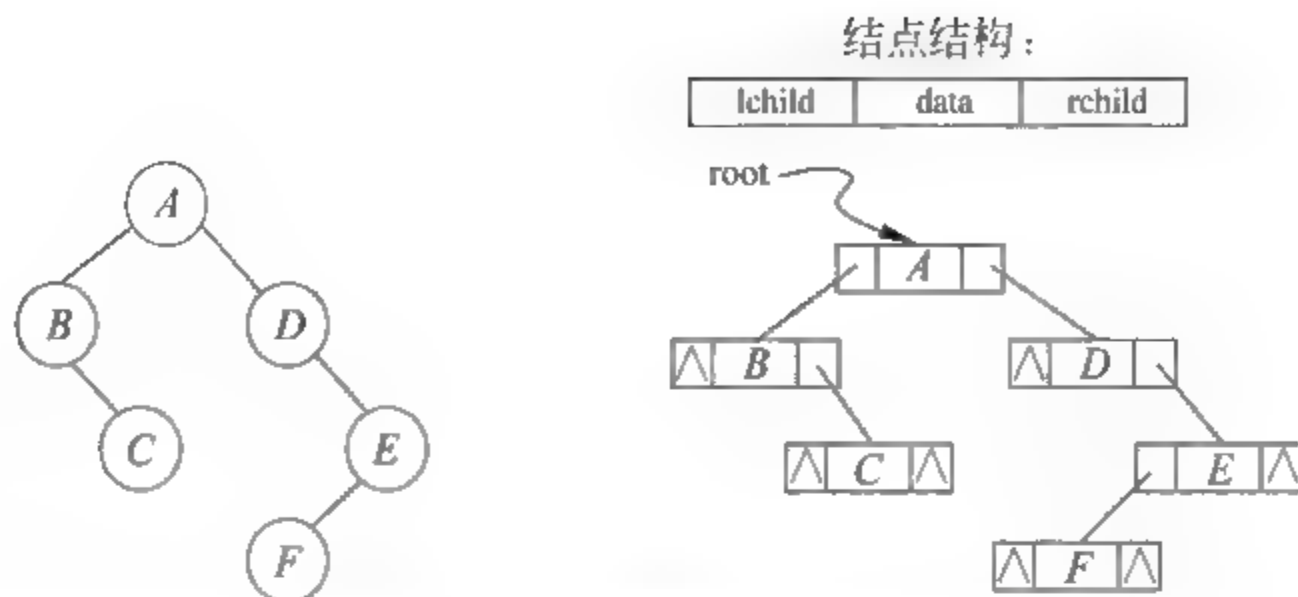 结点结构：
lchild data rchild
root
A
B D
C E
F
A
∧ B ∧ D
∧ C ∧ E ∧
∧ F ∧